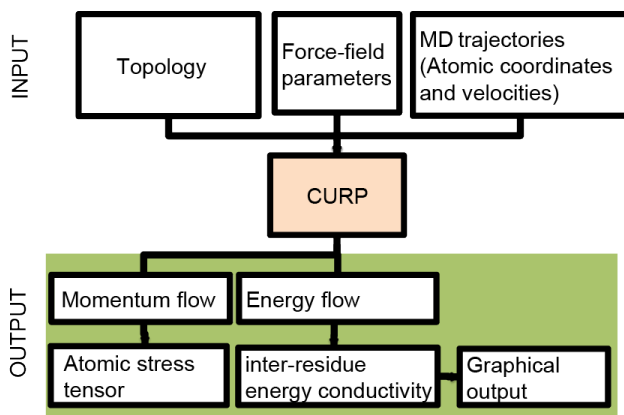 INPUT
Topology
Force-field
parameters
MD trajectories
(Atomic coordinates
and velocities)
CURP
OUTPUT
Momentum flow
Energy flow
Atomic stress
tensor
inter-residue
energy conductivity
Graphical
output